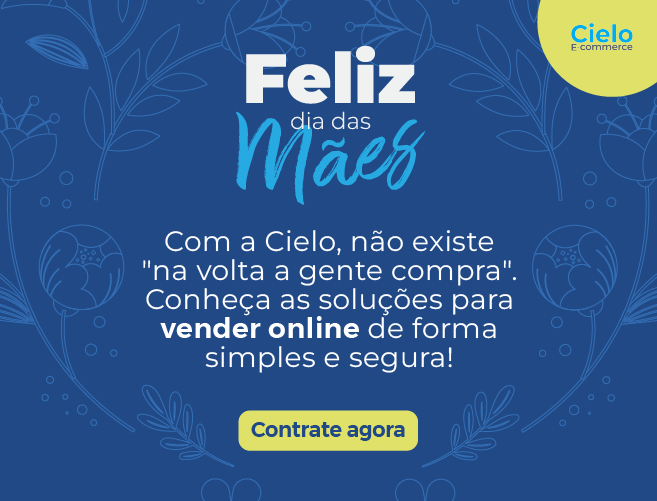 Cielo
E-commerce
Feliz
dia das
Mães
Com a Cielo, não existe
"na volta a gente compra".
Conheça as soluções para
vender online de forma
simples e segura!
Contrate agora